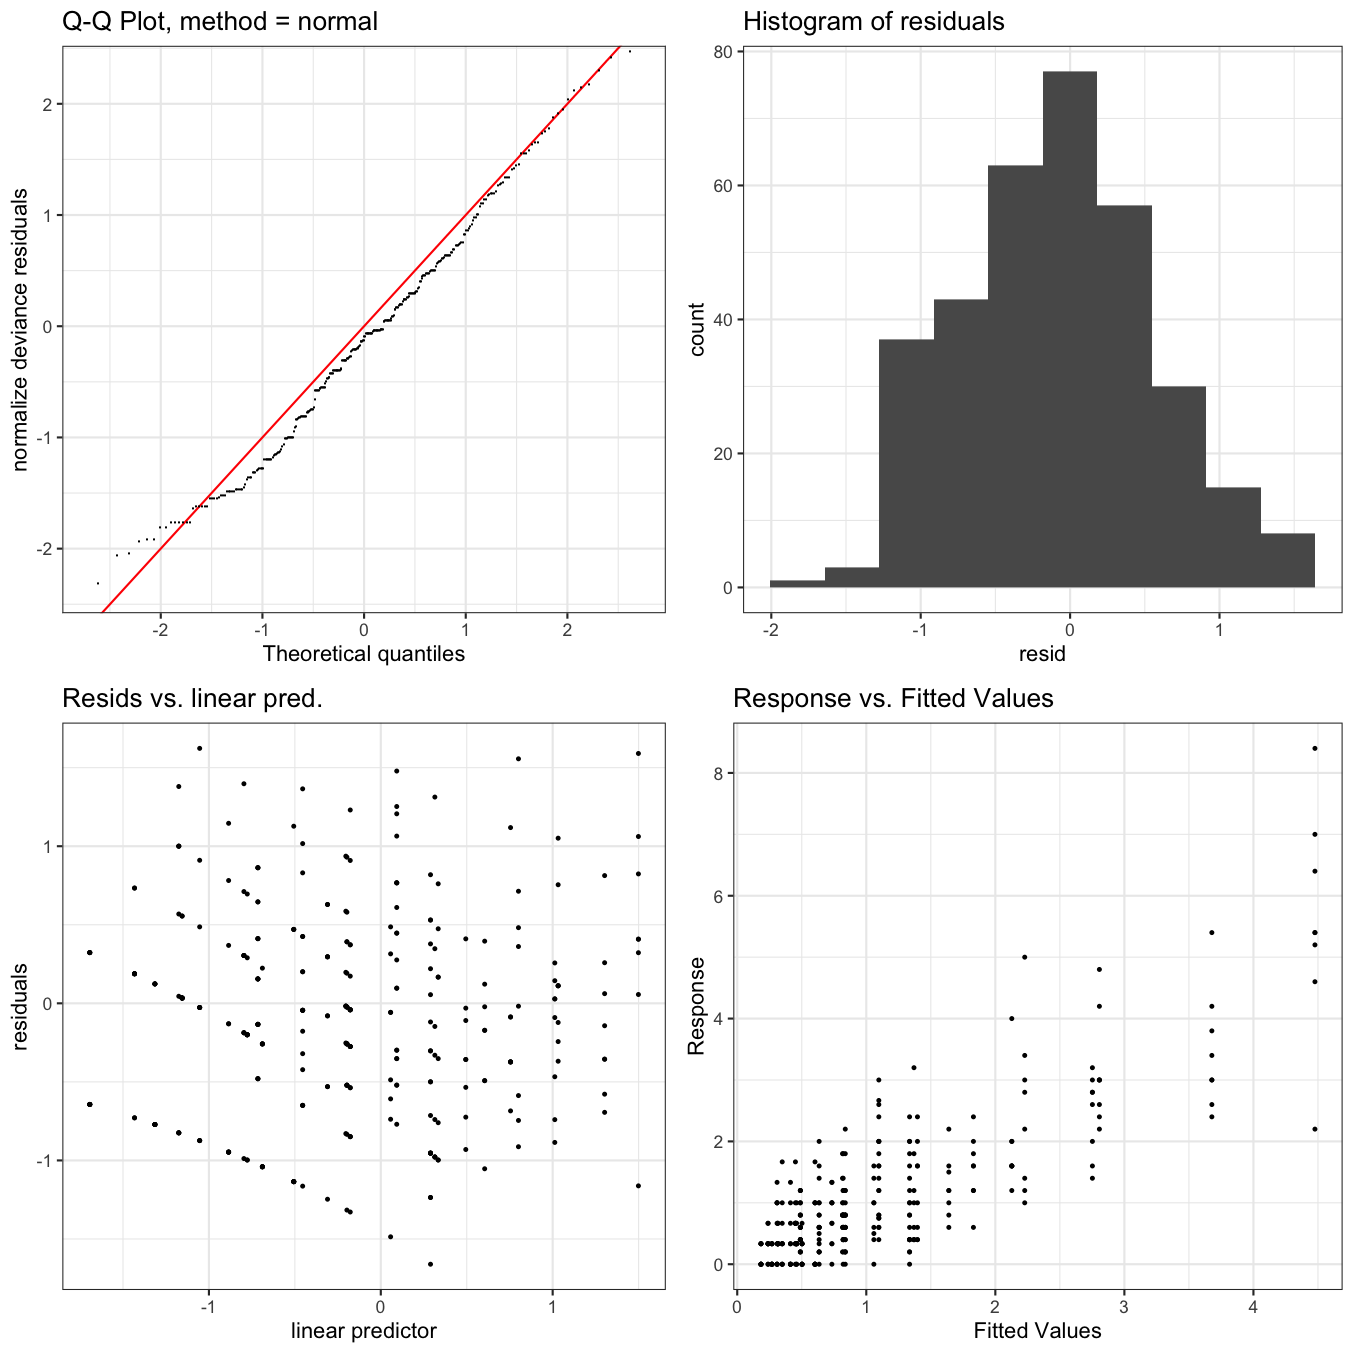 Q-Q Plot, method = normal
normalize deviance residuals
2
1
0
-1
-2
-2 -1 0 1 2
Theoretical quantiles
Histogram of residuals
count
80
60
40
20
0
-2 -1 0 1
resid
Resids vs. linear pred.
residuals
1
0
-1
-1 0 1
linear predictor
Response vs. Fitted Values
Response
8
6
4
2
0
0 1 2 3 4
Fitted Values